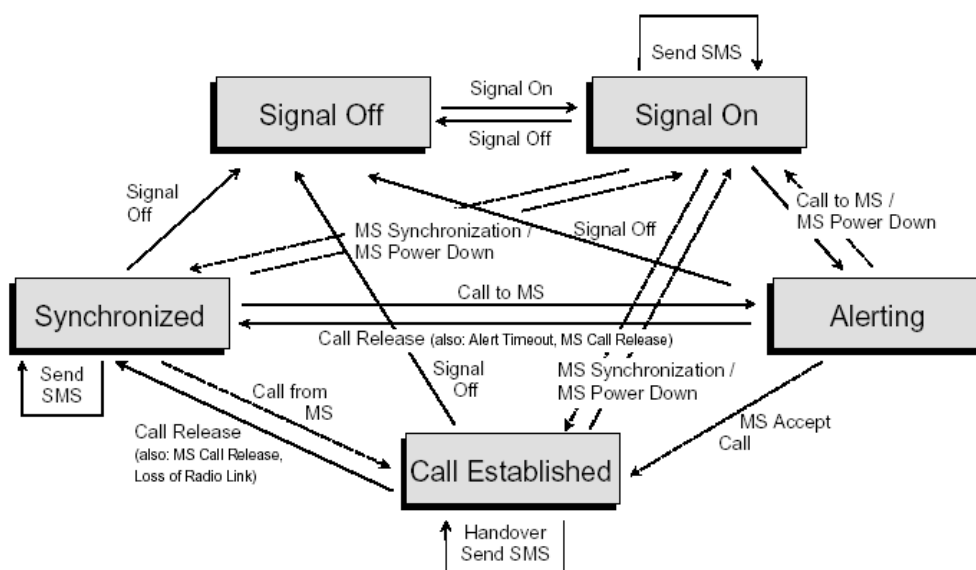 Send SMS
Signal Off
Signal On
Signal On
Signal Off
Signal
Off
MS Synchronization /
MS Power Down
Signal Off
Call to MS /
MS Power Down
Synchronized
Call to MS
Alerting
Call Release (also: Alert Timeout, MS Call Release)
Send
SMS
Call from
MS
Signal
Off
MS Synchronization /
MS Power Down
MS Accept
Call
Call Release
(also: MS Call Release,
Loss of Radio Link)
Call Established
Handover
Send SMS